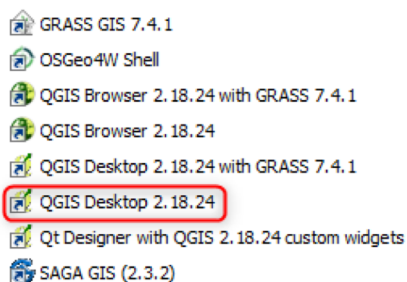 GRASS GIS 7.4.1
OSGeo4W Shell
QGIS Browser 2.18.24 with GRASS 7.4.1
QGIS Browser 2.18.24
QGIS Desktop 2.18.24 with GRASS 7.4.1
QGIS Desktop 2.18.24
Qt Designer with QGIS 2.18.24 custom widgets
SAGA GIS (2.3.2)